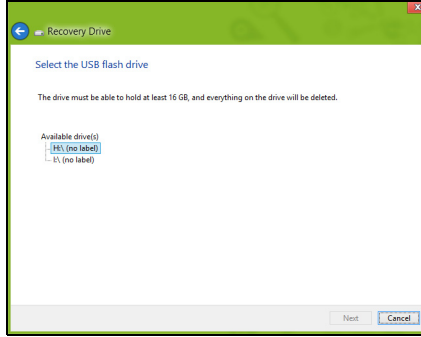 Recovery Drive
Select the USB flash drive
The drive must be able to hold at least 16 GB, and everything on the drive will be deleted.
Available drive(s)
H:\ (no label)
I:\ (no label)
Next
Cancel